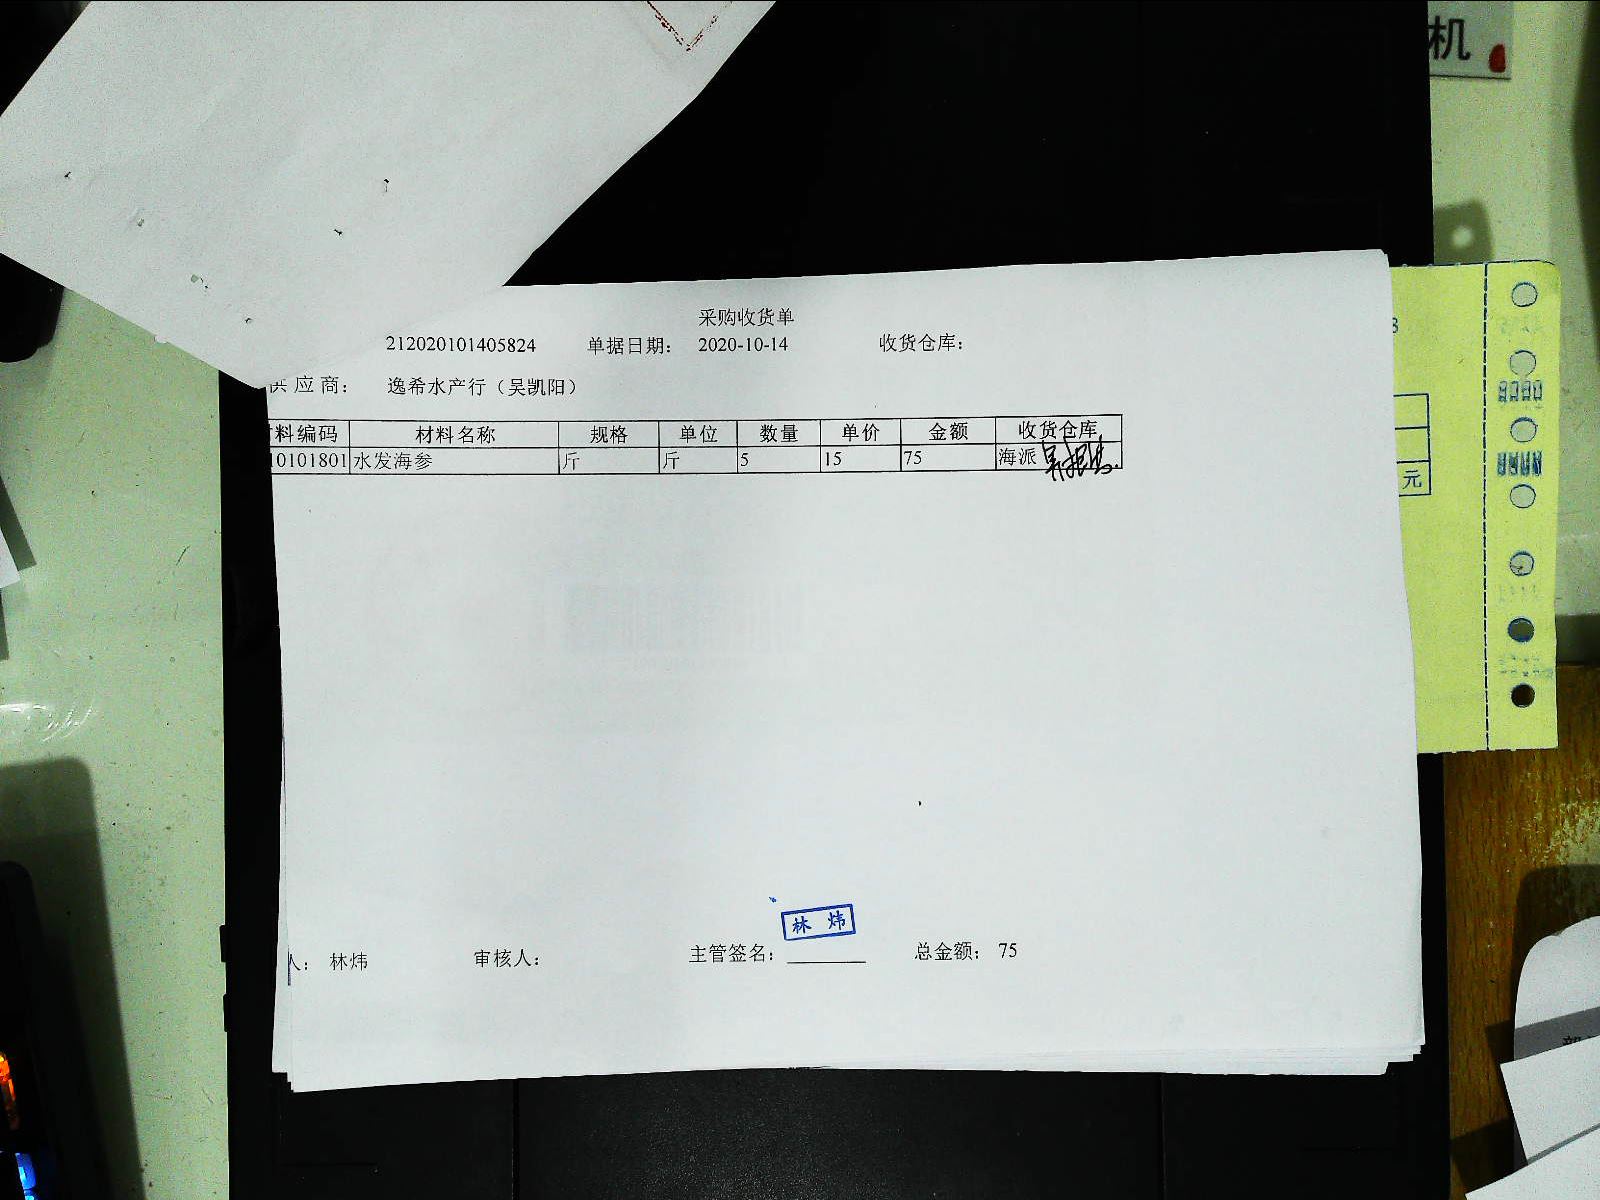 机
采购收货单
212020101405824 单据日期: 2020-10-14 收货仓库:
供应商: 逸希水产行（吴凯阳）
料编码 材料名称 规格 单位 数量 单价 金额 收货仓库
10101801 水发海参 斤 斤 5 15 75 海派
元
林 炜
人: 林炜 审核人: 主管签名: 总金额: 75